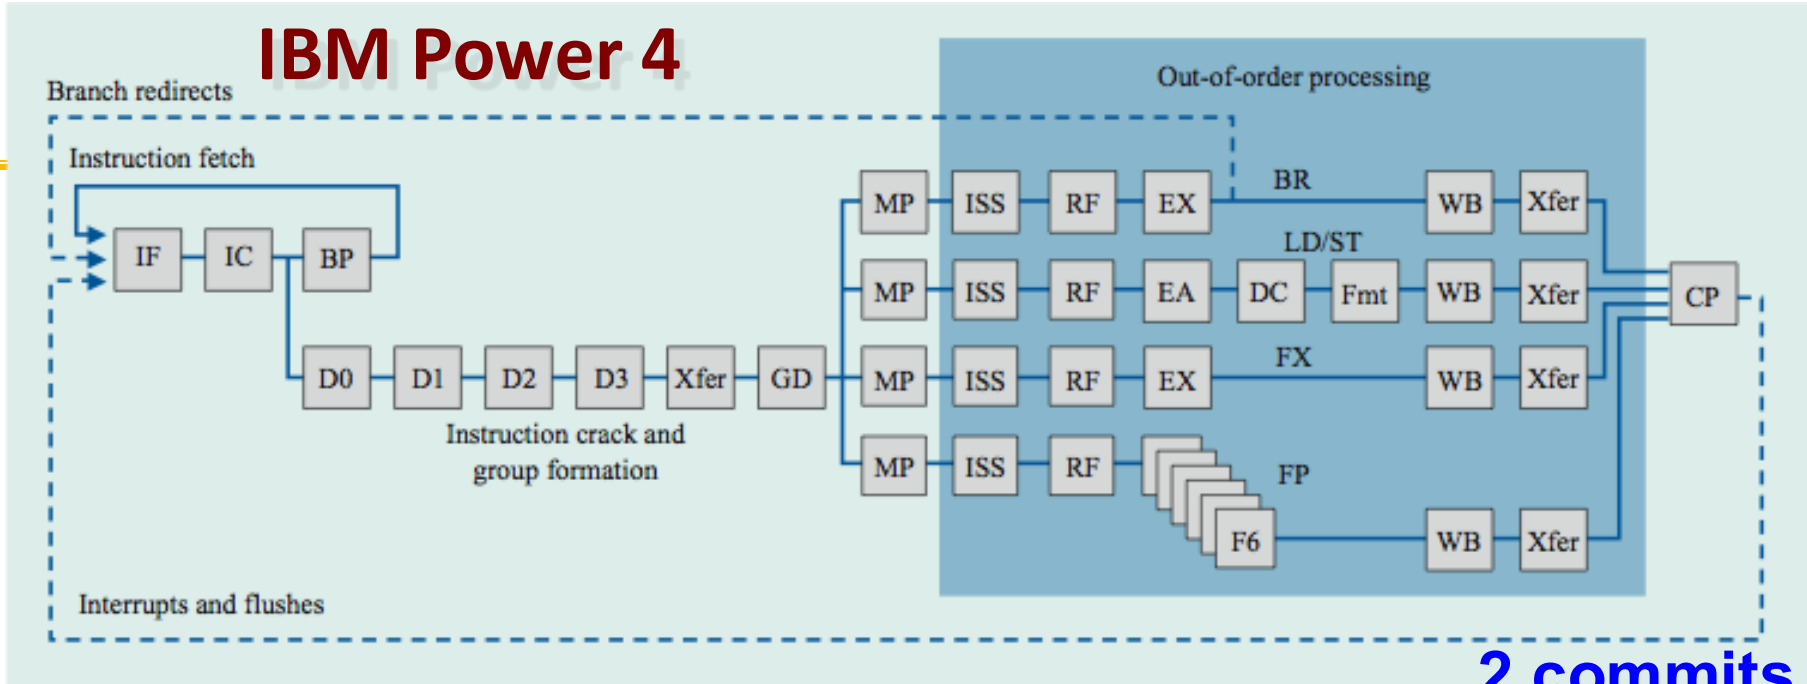 IBM Power 4
Out-of-order processing
Branch redirects
Instruction fetch
MP ISS RF EX BR WB Xfer
LD/ST
IF IC BP
MP ISS RF EA DC Fmt WB Xfer CP
FX
D0 D1 D2 D3 Xfer GD MP ISS RF EX WB Xfer
Instruction crack and
group formation
MP ISS RF FP
F6 WB Xfer
Interrupts and flushes
2 commits